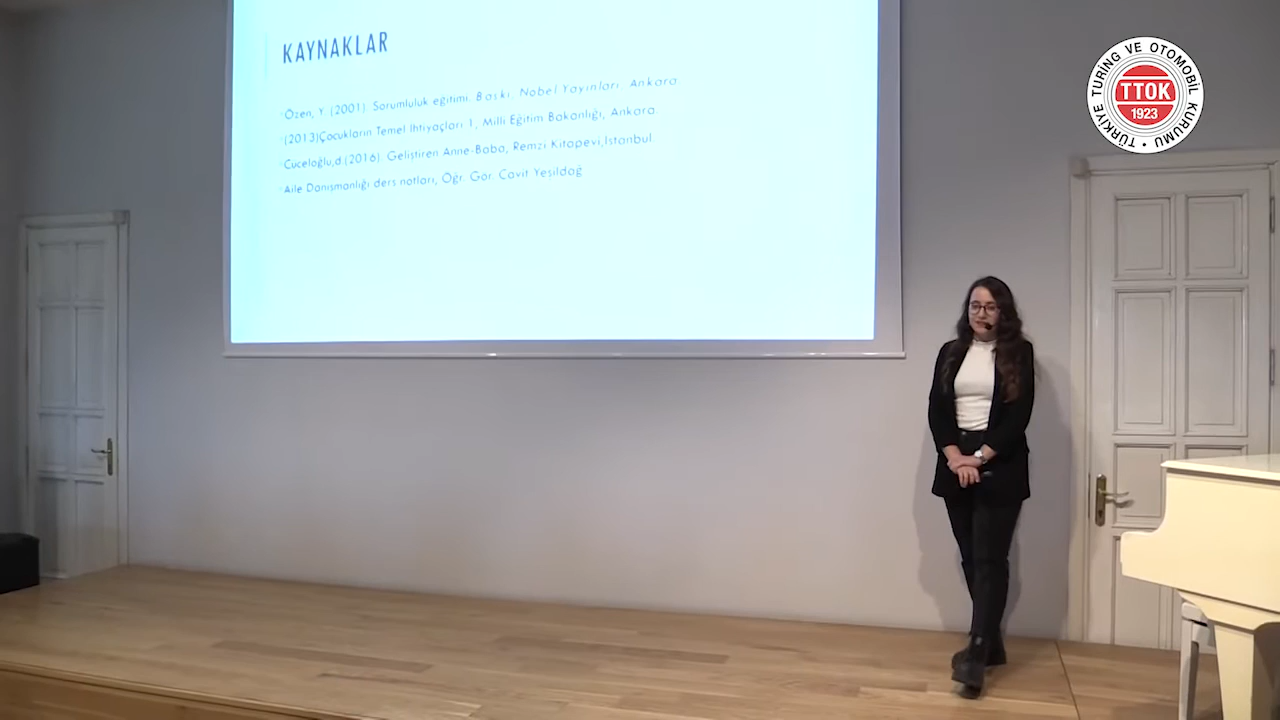 KAYNAKLAR
Özen, Y. (2001). Sorumluluk eğitimi. Baskı. Nobel Yayınları. Ankara.
(2013)Çocukların Temel İhtiyaçları 1, Milli Eğitim Bakanlığı, Ankara.
Cüceloğlu,d.(2016). Geliştiren Anne-Baba, Remzi Kitapevi,İstanbul
Aile Danışmanlığı ders notları, Öğr. Gör. Cavit Yeşildağ
TÜRKİYE TURİNG VE OTOMOBİL KURUMU
TTOK
1923